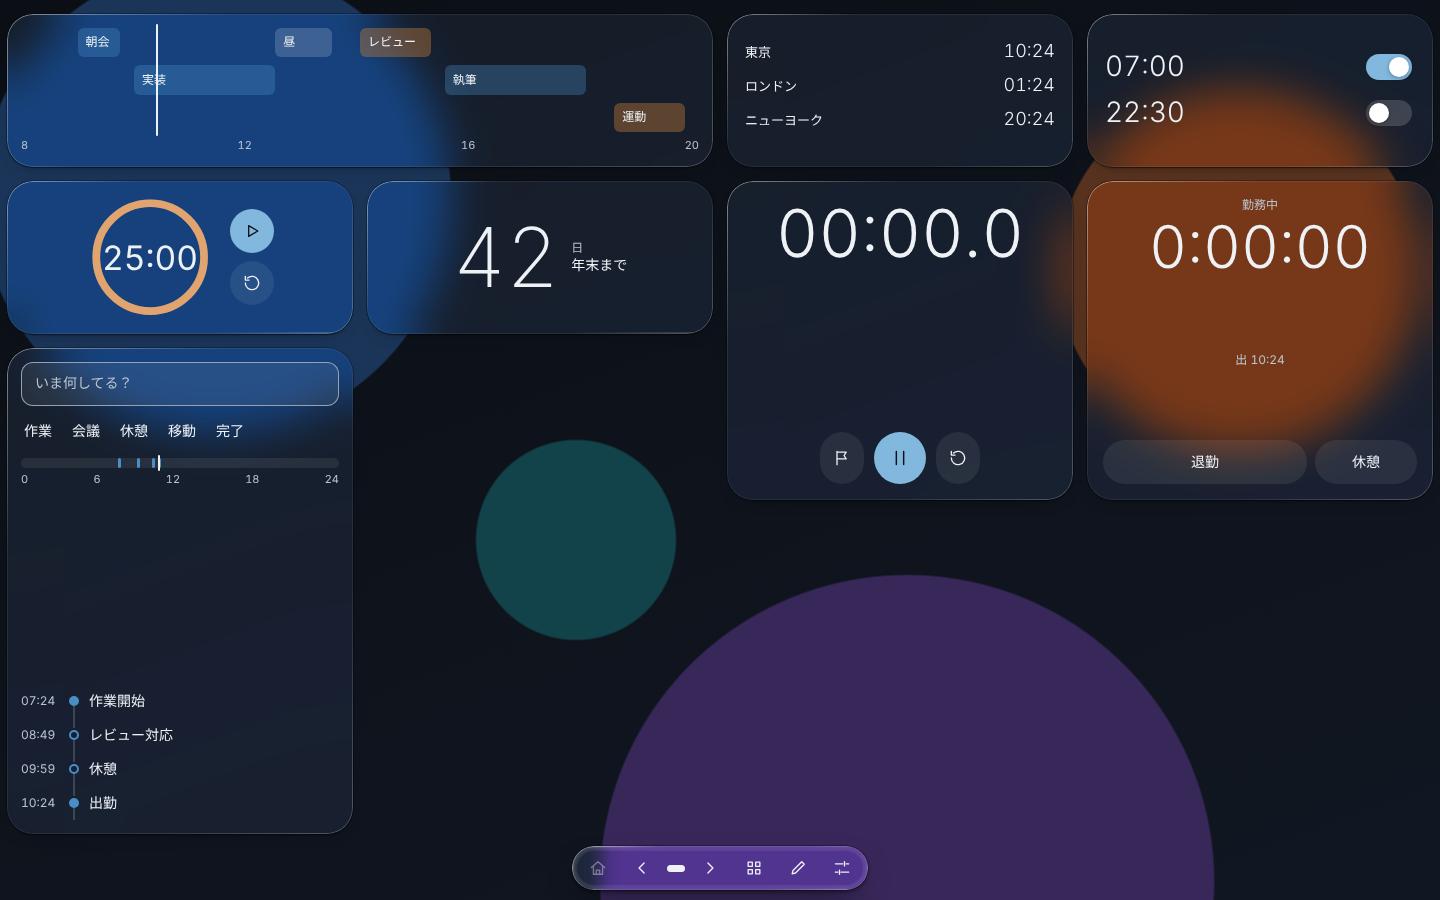 朝会
昼
レビュー
実装
執筆
運動
8 12 16 20
東京 10:24
ロンドン 01:24
ニューヨーク 20:24
07:00
22:30
25:00
42 日
年末まで
00:00.0
勤務中
0:00:00
出 10:24
退勤 休憩
いま何してる？
作業 会議 休憩 移動 完了
0 6 12 18 24
07:24 作業開始
08:49 レビュー対応
09:59 休憩
10:24 出勤